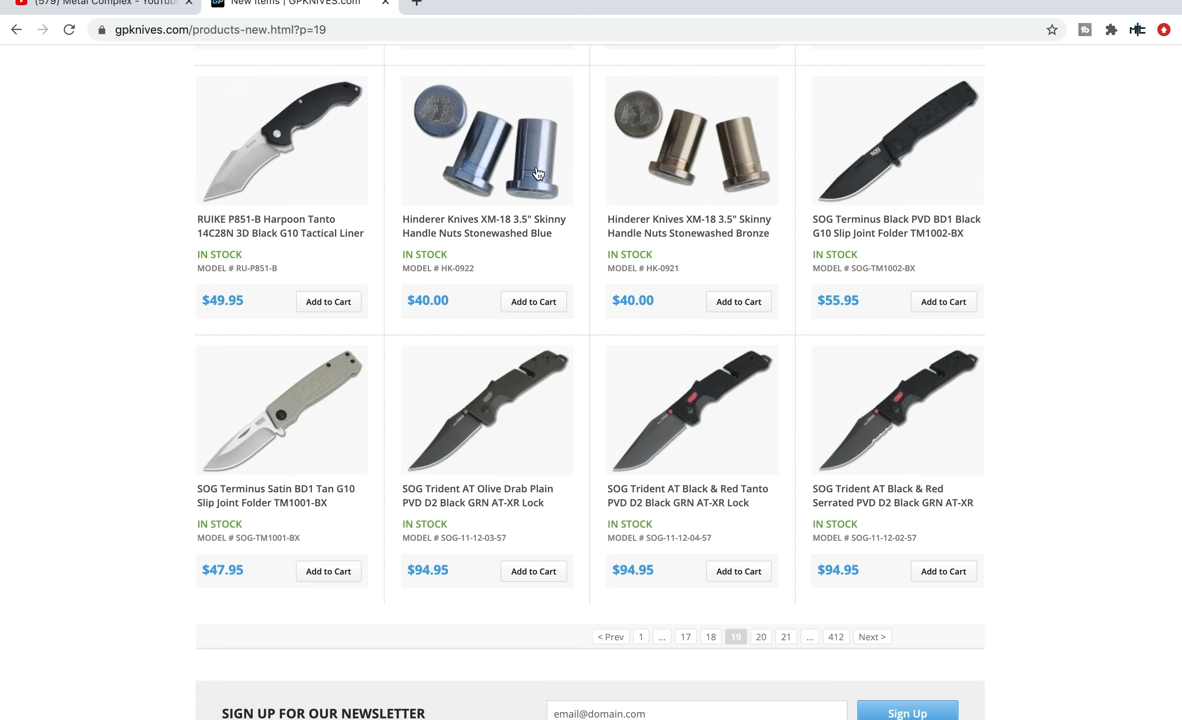 (579) Metal Complex - YouTub
New Items | GPKNIVES.com
gpknives.com/products-new.html?p=19
RUIKE P851-B Harpoon Tanto
14C28N 3D Black G10 Tactical Liner
IN STOCK
MODEL # RU-P851-B
$49.95
Add to Cart
Hinderer Knives XM-18 3.5" Skinny
Handle Nuts Stonewashed Blue
IN STOCK
MODEL # HK-0922
$40.00
Add to Cart
Hinderer Knives XM-18 3.5" Skinny
Handle Nuts Stonewashed Bronze
IN STOCK
MODEL # HK-0921
$40.00
Add to Cart
SOG Terminus Black PVD BD1 Black
G10 Slip Joint Folder TM1002-BX
IN STOCK
MODEL # SOG-TM1002-BX
$55.95
Add to Cart
SOG Terminus Satin BD1 Tan G10
Slip Joint Folder TM1001-BX
IN STOCK
MODEL # SOG-TM1001-BX
$47.95
Add to Cart
SOG Trident AT Olive Drab Plain
PVD D2 Black GRN AT-XR Lock
IN STOCK
MODEL # SOG-11-12-03-57
$94.95
Add to Cart
SOG Trident AT Black & Red Tanto
PVD D2 Black GRN AT-XR Lock
IN STOCK
MODEL # SOG-11-12-04-57
$94.95
Add to Cart
SOG Trident AT Black & Red
Serrated PVD D2 Black GRN AT-XR
IN STOCK
MODEL # SOG-11-12-02-57
$94.95
Add to Cart
< Prev 1 ... 17 18 19 20 21 ... 412 Next >
SIGN UP FOR OUR NEWSLETTER
email@domain.com
Sign Up